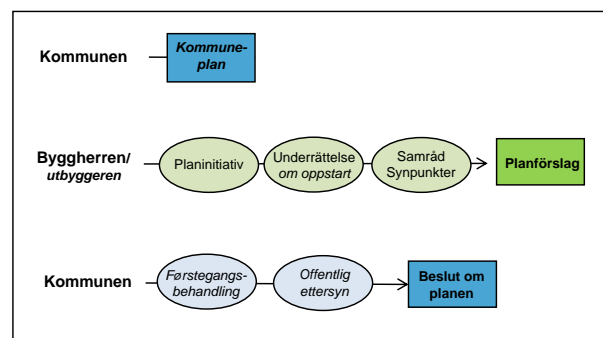 Kommunen
Kommune-
plan
Byggherren/
utbyggeren
Planinitiativ
Underrättelse
om oppstart
Samråd
Synpunkter
Planförslag
Kommunen
Førstegangs-
behandling
Offentlig
ettersyn
Beslut om
planen